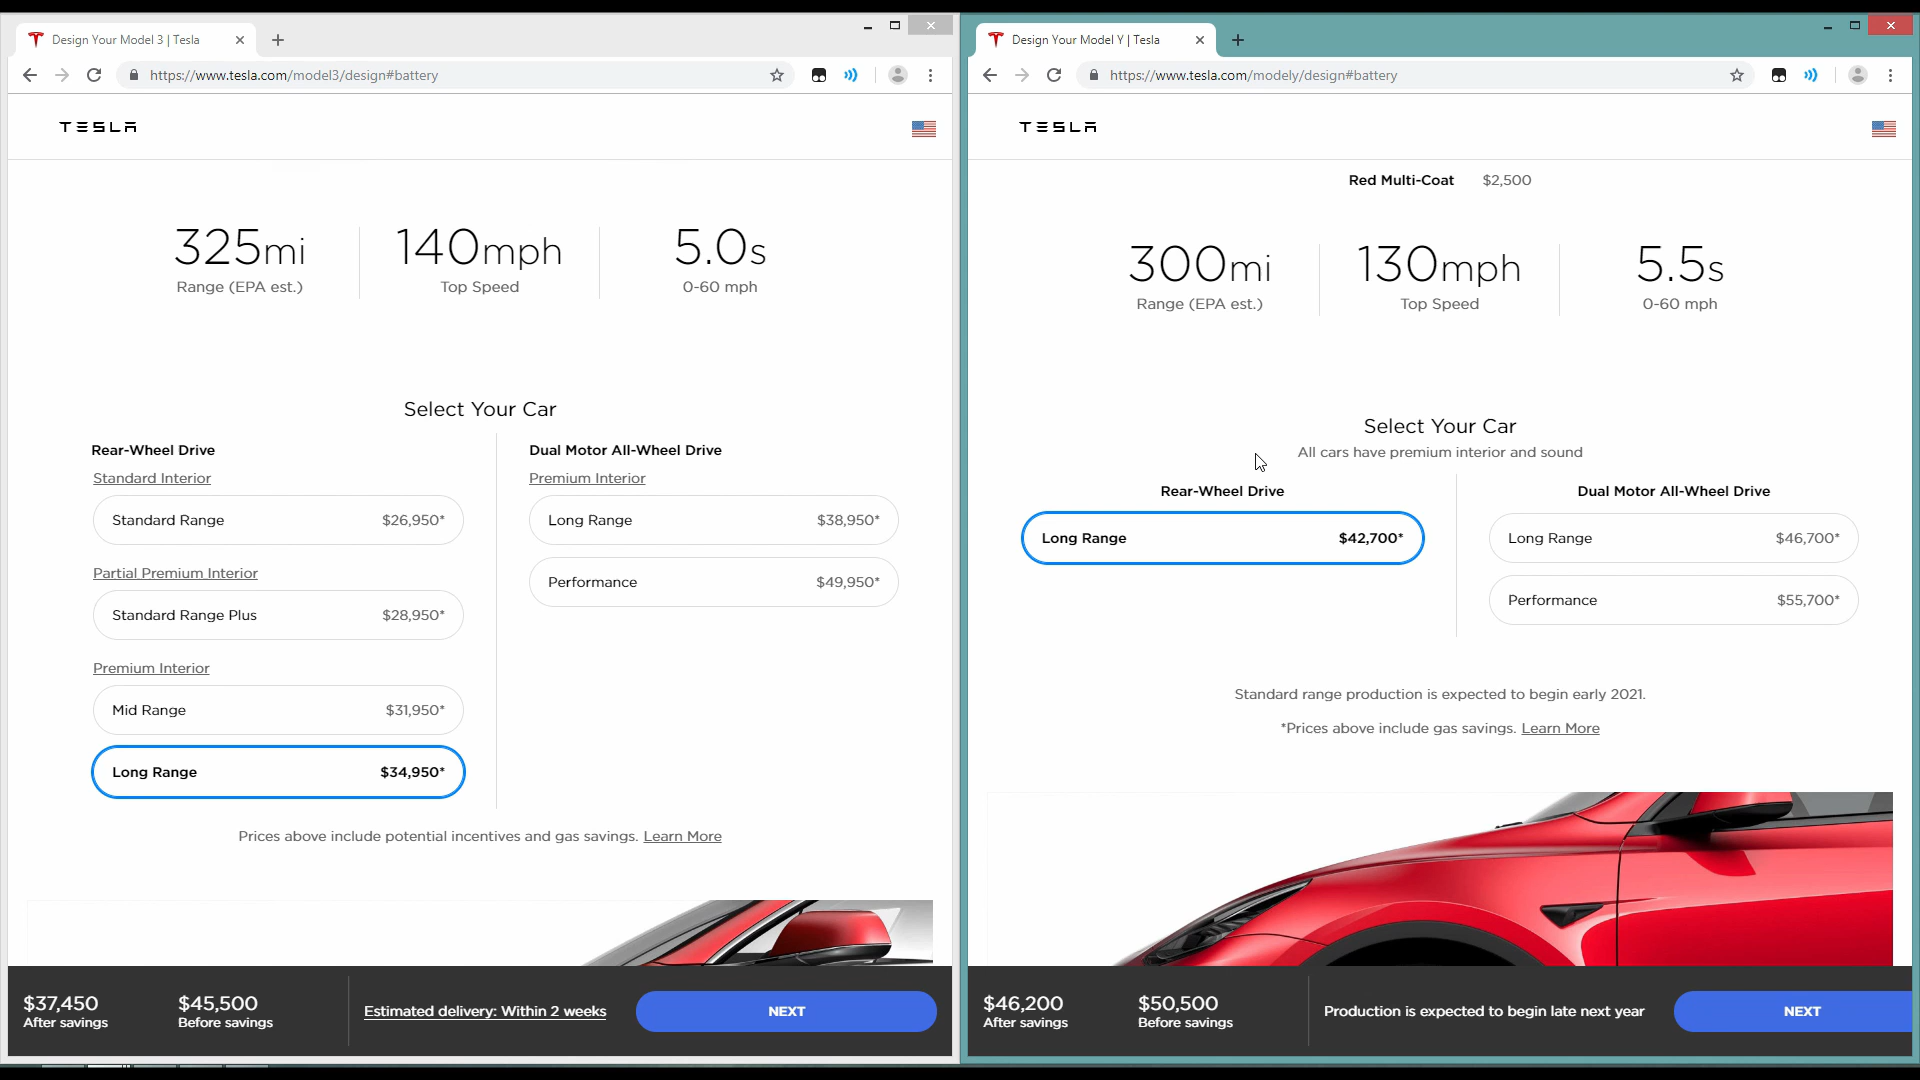 Design Your Model 3 | Tesla
https://www.tesla.com/model3/design#battery
TESLA
325mi
Range (EPA est.)
140mph
Top Speed
5.0s
0-60 mph
Select Your Car
Rear-Wheel Drive
Standard Interior
Standard Range $26,950*
Partial Premium Interior
Standard Range Plus $28,950*
Premium Interior
Mid Range $31,950*
Long Range $34,950*
Dual Motor All-Wheel Drive
Premium Interior
Long Range $38,950*
Performance $49,950*
Prices above include potential incentives and gas savings. Learn More
$37,450
After savings
$45,500
Before savings
Estimated delivery: Within 2 weeks
NEXT
Design Your Model Y | Tesla
https://www.tesla.com/modely/design#battery
TESLA
Red Multi-Coat $2,500
300mi
Range (EPA est.)
130mph
Top Speed
5.5s
0-60 mph
Select Your Car
All cars have premium interior and sound
Rear-Wheel Drive
Long Range $42,700*
Dual Motor All-Wheel Drive
Long Range $46,700*
Performance $55,700*
Standard range production is expected to begin early 2021.
*Prices above include gas savings. Learn More
$46,200
After savings
$50,500
Before savings
Production is expected to begin late next year
NEXT